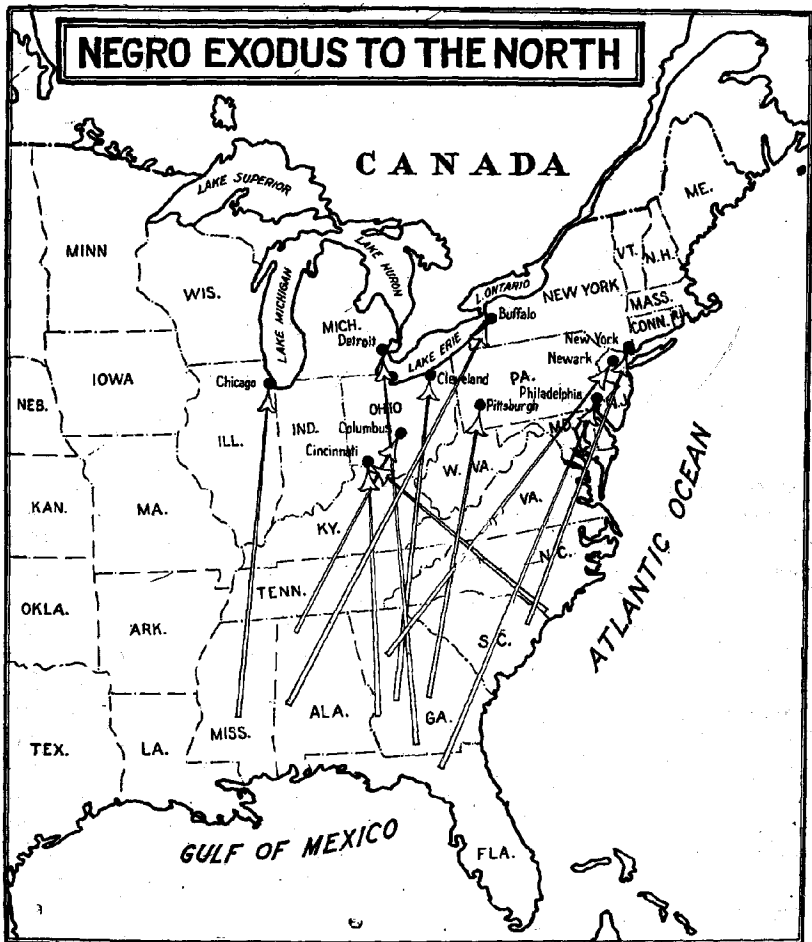 NEGRO EXODUS TO THE NORTH
CANADA
LAKE SUPERIOR
ME.
MINN
LAKE HURON
VT.
N.H.
WIS.
LAKE MICHIGAN
L. ONTARIO
NEW YORK
MASS.
Buffalo
CONN.
R.I.
MICH.
Detroit
LAKE ERIE
New York
Newark
IOWA
Chicago
Cleveland
PA.
Philadelphia
N.J.
NEB.
OHIO
Pittsburgh
ILL.
IND.
Columbus
MD.
Cincinnati
W. VA.
KAN.
MA.
KY.
VA.
ATLANTIC OCEAN
N.C.
TENN.
OKLA.
ARK.
S.C.
MISS.
ALA.
GA.
TEX.
LA.
GULF OF MEXICO
FLA.